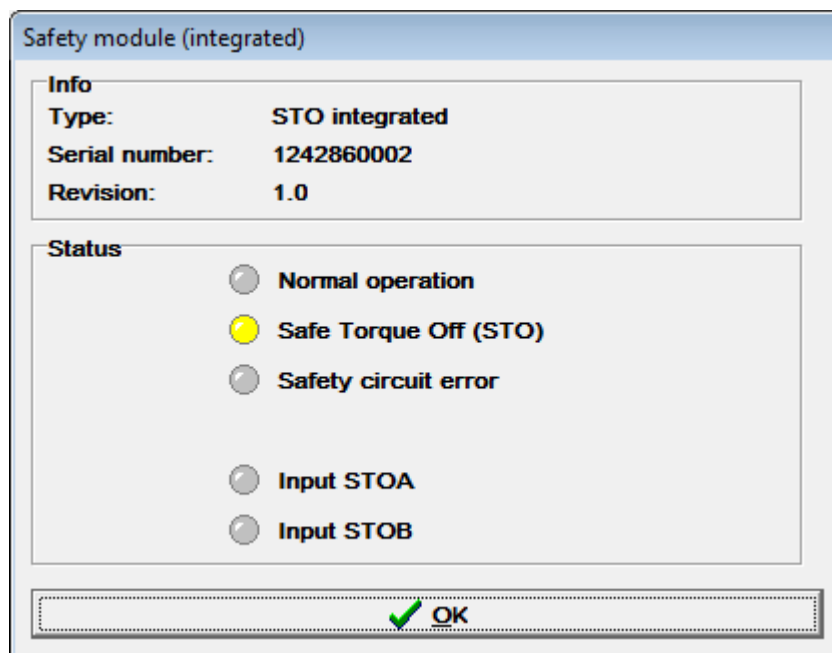 Safety module (integrated)
Info
Type: STO integrated
Serial number: 1242860002
Revision: 1.0
Status
Normal operation
Safe Torque Off (STO)
Safety circuit error
Input STOA
Input STOB
OK